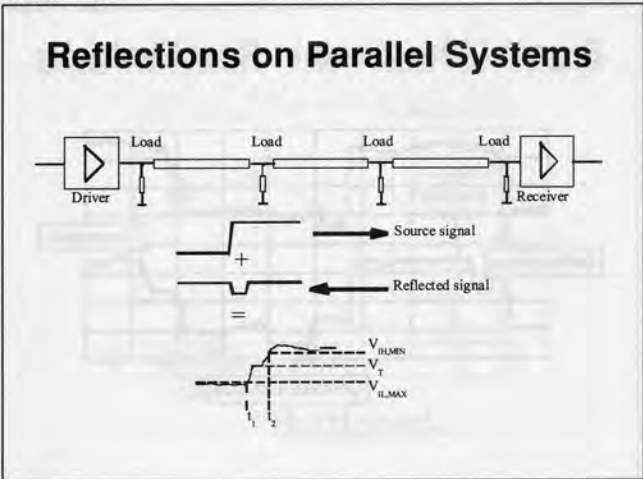 Reflections on Parallel Systems
Load Load Load Load
Driver Receiver
Source signal
+
Reflected signal
=
V_IH,MIN
V_T
V_IL,MAX
t_1 t_2